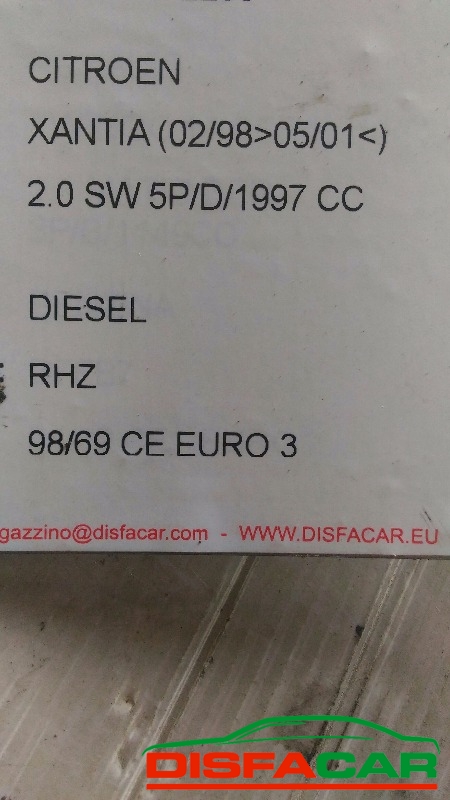 CITROEN
XANTIA (02/98>05/01<)
2.0 SW 5P/D/1997 CC
DIESEL
RHZ
98/69 CE EURO 3
gazzino@disfacar.com - WWW.DISFACAR.EU
DISFACAR